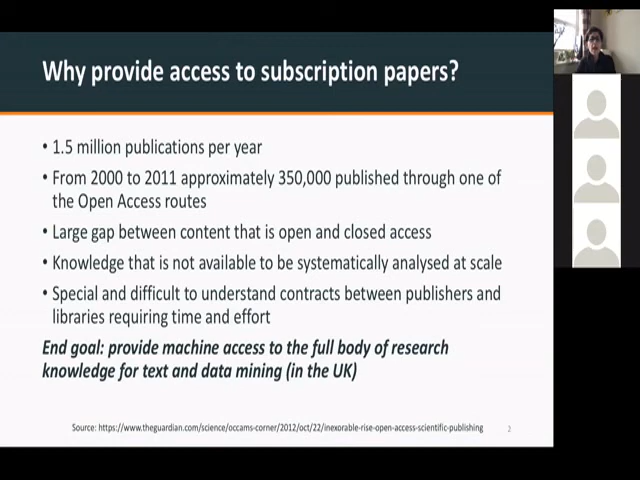 Why provide access to subscription papers?
• 1.5 million publications per year
• From 2000 to 2011 approximately 350,000 published through one of
the Open Access routes
• Large gap between content that is open and closed access
• Knowledge that is not available to be systematically analysed at scale
• Special and difficult to understand contracts between publishers and
libraries requiring time and effort
End goal: provide machine access to the full body of research
knowledge for text and data mining (in the UK)
Source: https://www.theguardian.com/science/occams-corner/2012/oct/22/inexorable-rise-open-access-scientific-publishing
2